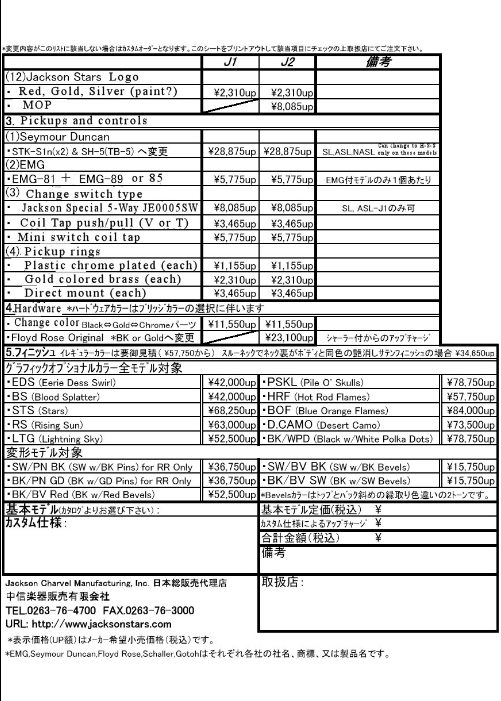 *変更内容がこのリストに該当しない場合はカスタムオーダーとなります。このシートをプリントアウトして該当項目にチェックの上取扱店にてご注文下さい。
J1 J2 備考
(12)Jackson Stars Logo
・ Red, Gold, Silver (paint?) ¥2,310up ¥2,310up
・ MOP ¥8,085up
3. Pickups and controls
(1)Seymour Duncan
・STK-S1n(x2) & SH-5(TB-5) へ変更 ¥28,875up ¥28,875up SL,ASL,NASL Can change to H-S-S only on those models
(2)EMG
・EMG-81 + EMG-89 or 85 ¥5,775up ¥5,775up EMG付モデルのみ1個あたり
(3) Change switch type
・ Jackson Special 5-Way JE0005SW ¥8,085up ¥8,085up SL, ASL-J1のみ可
・ Coil Tap push/pull (V or T) ¥3,465up ¥3,465up
・ Mini switch coil tap ¥5,775up ¥5,775up
(4). Pickup rings
・ Plastic chrome plated (each) ¥1,155up ¥1,155up
・ Gold colored brass (each) ¥2,310up ¥2,310up
・ Direct mount (each) ¥3,465up ¥3,465up
4.Hardware *ハードウェアカラーはブリッジカラーの選択に伴います
・ Change color Black⇔Gold⇔Chromeパーツ ¥11,550up ¥11,550up
・Floyd Rose Original *BK or Goldへ変更 ¥23,100up シャーラー付からのアップチャージ
5.フィニッシュ イレギュラーカラーは要御見積( ¥57,750から) スルーネックでネック裏がボディと同色の艶消しサテンフィニッシュの場合 ¥34,650up
グラフィックオプショナルカラー全モデル対象
・EDS (Eerie Dess Swirl) ¥42,000up ・PSKL (Pile O' Skulls) ¥78,750up
・BS (Blood Splatter) ¥42,000up ・HRF (Hot Rod Flames) ¥57,750up
・STS (Stars) ¥68,250up ・BOF (Blue Orange Flames) ¥84,000up
・RS (Rising Sun) ¥63,000up ・D.CAMO (Desert Camo) ¥73,500up
・LTG (Lightning Sky) ¥52,500up ・BK/WPD (Black w/White Polka Dots) ¥78,750up
変形モデル対象
・SW/PN BK (SW w/BK Pins) for RR Only ¥36,750up ・SW/BV BK (SW w/BK Bevels) ¥15,750up
・BK/PN GD (BK w/GD Pins) for RR Only ¥36,750up ・BK/BV SW (BK w/SW Bevels) ¥15,750up
・BK/BV Red (BK w/Red Bevels) ¥52,500up *Bevelsカラーはトップとバック斜めの縁取り色違いの2トーンです。
基本モデル(カタログよりお選び下さい): 基本モデル定価(税込) ¥
カスタム仕様: カスタム仕様によるアップチャージ ¥
合計金額(税込) ¥
備考
Jackson Charvel Manufacturing, Inc. 日本総販売代理店 取扱店:
中信楽器販売有限会社
TEL.0263-76-4700 FAX.0263-76-3000
URL: http://www.jacksonstars.com
*表示価格(UP額)はメーカー希望小売価格(税込)です。
*EMG,Seymour Duncan,Floyd Rose,Schaller,Gotohはそれぞれ各社の社名、商標、又は製品名です。